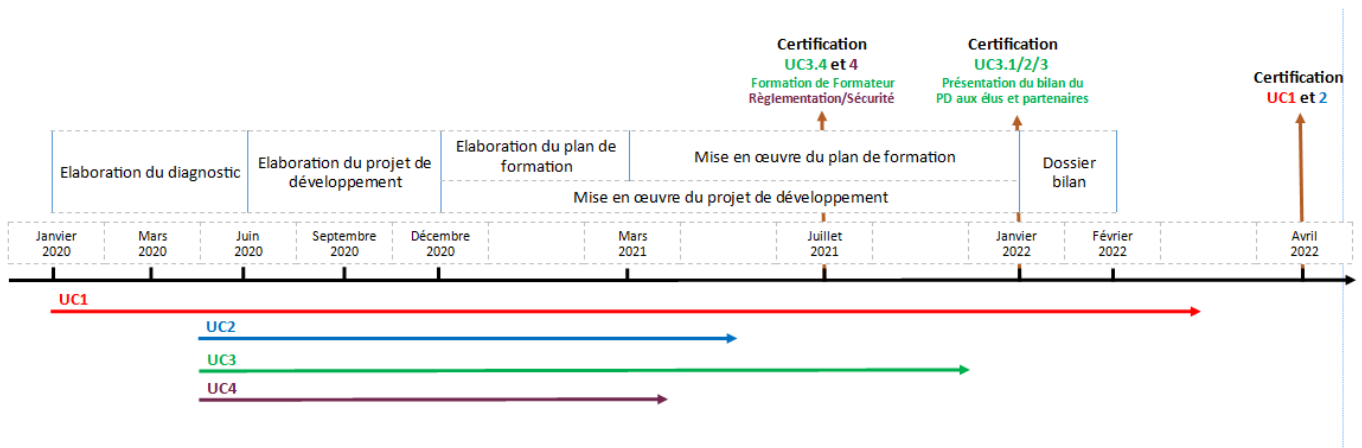 Certification
UC3.4 et 4
Formation de Formateur
Règlementation/Sécurité
Certification
UC3.1/2/3
Présentation du bilan du
PD aux élus et partenaires
Certification
UC1 et 2
Elaboration du diagnostic
Elaboration du projet de
développement
Elaboration du plan de
formation
Mise en œuvre du plan de formation
Mise en œuvre du projet de développement
Dossier
bilan
Janvier
2020
Mars
2020
Juin
2020
Septembre
2020
Décembre
2020
Mars
2021
Juillet
2021
Janvier
2022
Février
2022
Avril
2022
UC1
UC2
UC3
UC4